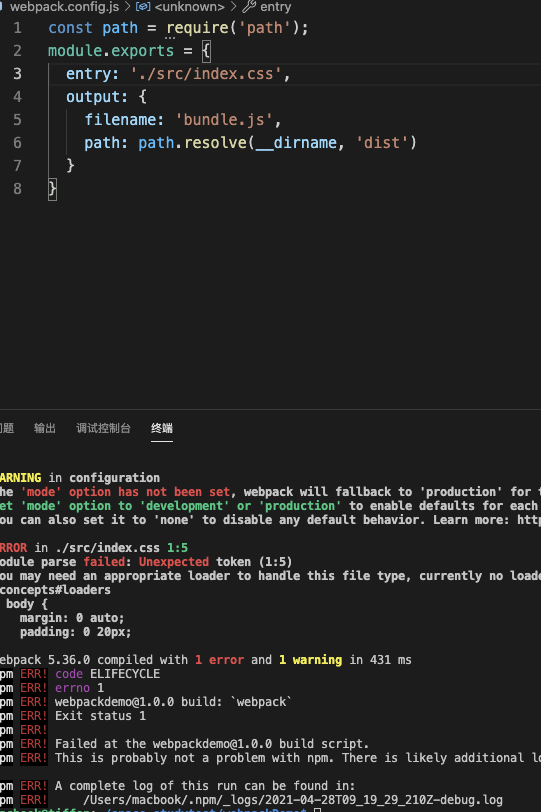 webpack.config.js > <unknown> > entry
1 const path = require('path');
2 module.exports = {
3 entry: './src/index.css',
4 output: {
5 filename: 'bundle.js',
6 path: path.resolve(__dirname, 'dist')
7 }
8 }
问题 输出 调试控制台 终端
ARNING in configuration
he 'mode' option has not been set, webpack will fallback to 'production' for t
et 'mode' option to 'development' or 'production' to enable defaults for each
ou can also set it to 'none' to disable any default behavior. Learn more: http
RROR in ./src/index.css 1:5
odule parse failed: Unexpected token (1:5)
ou may need an appropriate loader to handle this file type, currently no loade
concepts#loaders
body {
margin: 0 auto;
padding: 0 20px;
ebpack 5.36.0 compiled with 1 error and 1 warning in 431 ms
pm ERR! code ELIFECYCLE
pm ERR! errno 1
pm ERR! webpackdemo@1.0.0 build: `webpack`
pm ERR! Exit status 1
pm ERR!
pm ERR! Failed at the webpackdemo@1.0.0 build script.
pm ERR! This is probably not a problem with npm. There is likely additional lo
pm ERR! A complete log of this run can be found in:
pm ERR! /Users/macbook/.npm/_logs/2021-04-28T09_19_29_210Z-debug.log